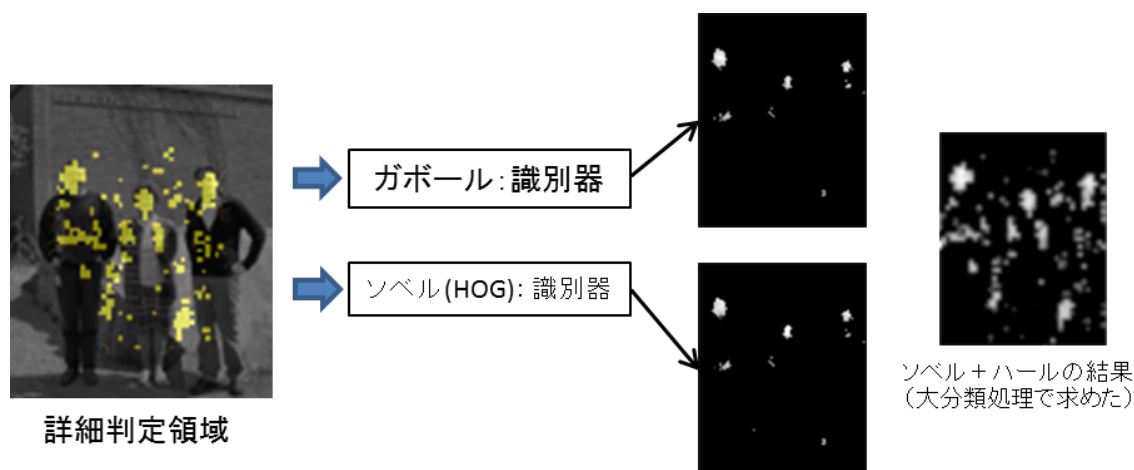 ガボール：識別器
ソベル(HOG)：識別器
詳細判定領域
ソベル＋ハールの結果
（大分類処理で求めた）